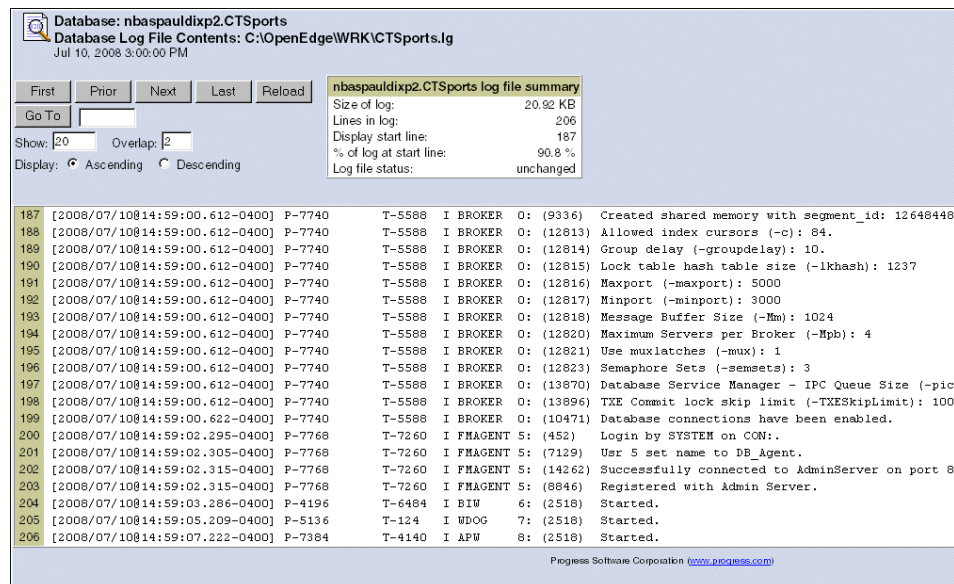 Database: nbaspauldixp2.CTSports
Database Log File Contents: C:\OpenEdge\WRK\CTSports.lg
Jul 10, 2008 3:00:00 PM
First Prior Next Last Reload
Go To
Show: 20 Overlap: 2
Display: Ascending Descending
nbaspauldixp2.CTSports log file summary
Size of log: 20.92 KB
Lines in log: 206
Display start line: 187
% of log at start line: 90.8 %
Log file status: unchanged
187 [2008/07/10@14:59:00.612-0400] P-7740 T-5588 I BROKER 0: (9336) Created shared memory with segment_id: 12648448
188 [2008/07/10@14:59:00.612-0400] P-7740 T-5588 I BROKER 0: (12813) Allowed index cursors (-c): 84.
189 [2008/07/10@14:59:00.612-0400] P-7740 T-5588 I BROKER 0: (12814) Group delay (-groupdelay): 10.
190 [2008/07/10@14:59:00.612-0400] P-7740 T-5588 I BROKER 0: (12815) Lock table hash table size (-lkhash): 1237
191 [2008/07/10@14:59:00.612-0400] P-7740 T-5588 I BROKER 0: (12816) Maxport (-maxport): 5000
192 [2008/07/10@14:59:00.612-0400] P-7740 T-5588 I BROKER 0: (12817) Minport (-minport): 3000
193 [2008/07/10@14:59:00.612-0400] P-7740 T-5588 I BROKER 0: (12818) Message Buffer Size (-Mm): 1024
194 [2008/07/10@14:59:00.612-0400] P-7740 T-5588 I BROKER 0: (12820) Maximum Servers per Broker (-Mpb): 4
195 [2008/07/10@14:59:00.612-0400] P-7740 T-5588 I BROKER 0: (12821) Use muxlatches (-mux): 1
196 [2008/07/10@14:59:00.612-0400] P-7740 T-5588 I BROKER 0: (12823) Semaphore Sets (-semsets): 3
197 [2008/07/10@14:59:00.612-0400] P-7740 T-5588 I BROKER 0: (13870) Database Service Manager - IPC Queue Size (-pic
198 [2008/07/10@14:59:00.612-0400] P-7740 T-5588 I BROKER 0: (13896) TXE Commit lock skip limit (-TXESkipLimit): 100
199 [2008/07/10@14:59:00.622-0400] P-7740 T-5588 I BROKER 0: (10471) Database connections have been enabled.
200 [2008/07/10@14:59:02.295-0400] P-7768 T-7260 I FMAGENT 5: (452) Login by SYSTEM on CON:.
201 [2008/07/10@14:59:02.305-0400] P-7768 T-7260 I FMAGENT 5: (7129) Usr 5 set name to DB_Agent.
202 [2008/07/10@14:59:02.315-0400] P-7768 T-7260 I FMAGENT 5: (14262) Successfully connected to AdminServer on port 8
203 [2008/07/10@14:59:02.315-0400] P-7768 T-7260 I FMAGENT 5: (8846) Registered with Admin Server.
204 [2008/07/10@14:59:03.286-0400] P-4196 T-6484 I BIW 6: (2518) Started.
205 [2008/07/10@14:59:05.209-0400] P-5136 T-124 I WDOG 7: (2518) Started.
206 [2008/07/10@14:59:07.222-0400] P-7384 T-4140 I APW 8: (2518) Started.
Progress Software Corporation (www.progress.com)